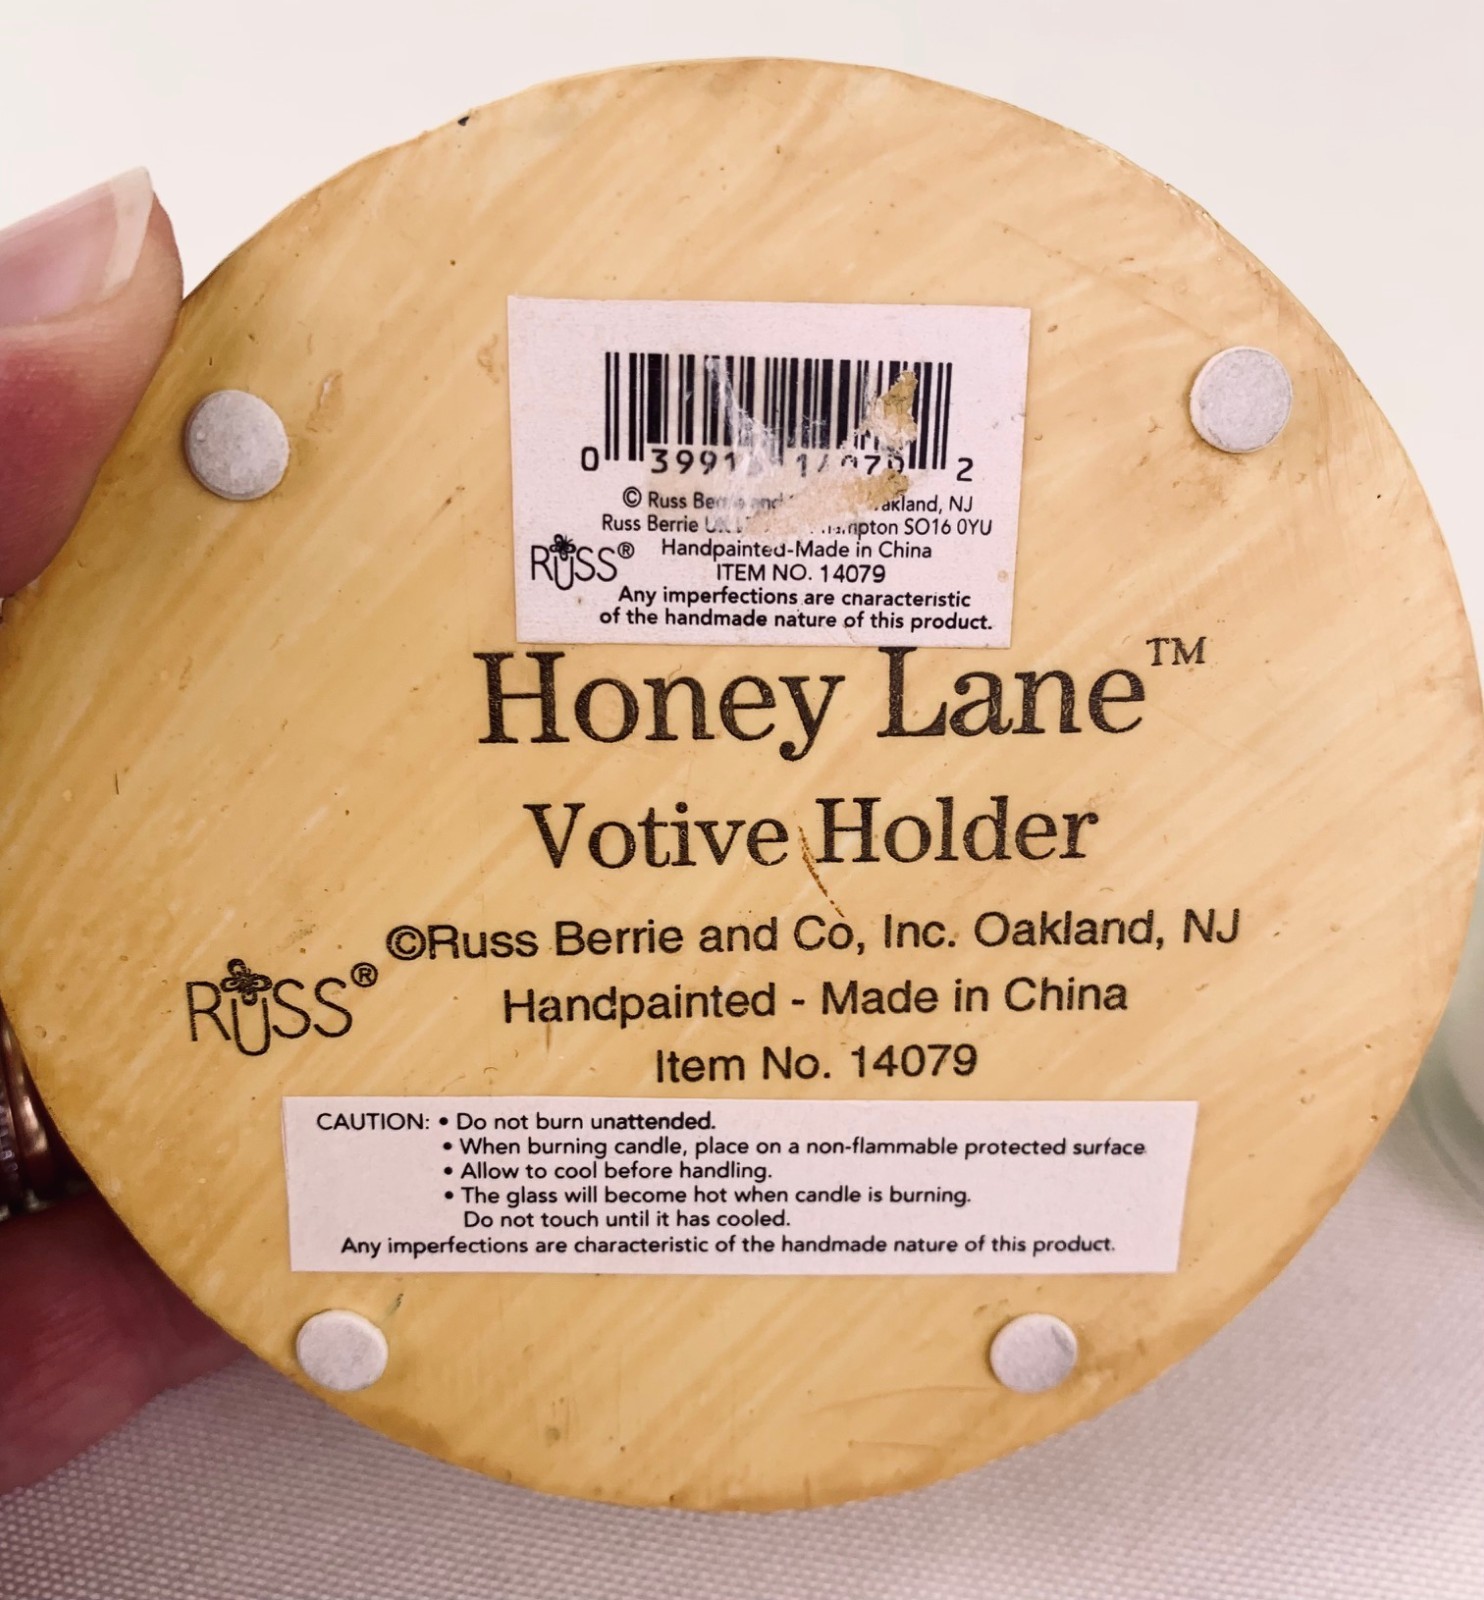 0 2
© Russ and Oakland, NJ
Russ Berrie SO16 0YU
RUSS® Handpainted-Made in China
ITEM NO. 14079
Any imperfections are characteristic
of the handmade nature of this product.
Honey Lane™
Votive Holder
©Russ Berrie and Co, Inc. Oakland, NJ
RUSS®
Handpainted - Made in China
Item No. 14079
CAUTION: • Do not burn unattended.
• When burning candle, place on a non-flammable protected surface
• Allow to cool before handling.
• The glass will become hot when candle is burning.
Do not touch until it has cooled.
Any imperfections are characteristic of the handmade nature of this product.